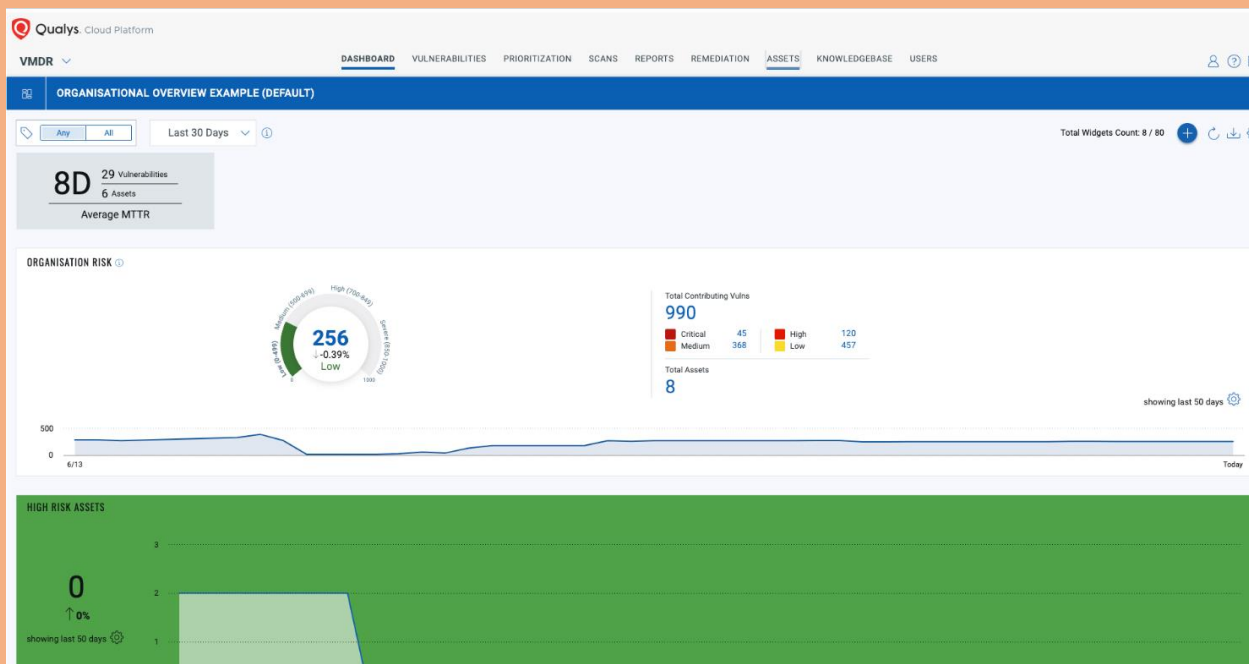 Qualys. Cloud Platform
VMDR
DASHBOARD VULNERABILITIES PRIORITIZATION SCANS REPORTS REMEDIATION ASSETS KNOWLEDGEBASE USERS
ORGANISATIONAL OVERVIEW EXAMPLE (DEFAULT)
Any All Last 30 Days
Total Widgets Count: 8 / 80
8D 29 Vulnerabilities
6 Assets
Average MTTR
ORGANISATION RISK
Low (0-499) Medium (500-699) High (700-849) Severe (850-1000)
256
↓-0.39%
Low
0
Total Contributing Vulns
990
Critical 45 High 120
Medium 368 Low 457
Total Assets
8
showing last 50 days
500
0
6/13 Today
HIGH RISK ASSETS
3
0
2
↑0%
showing last 50 days
1